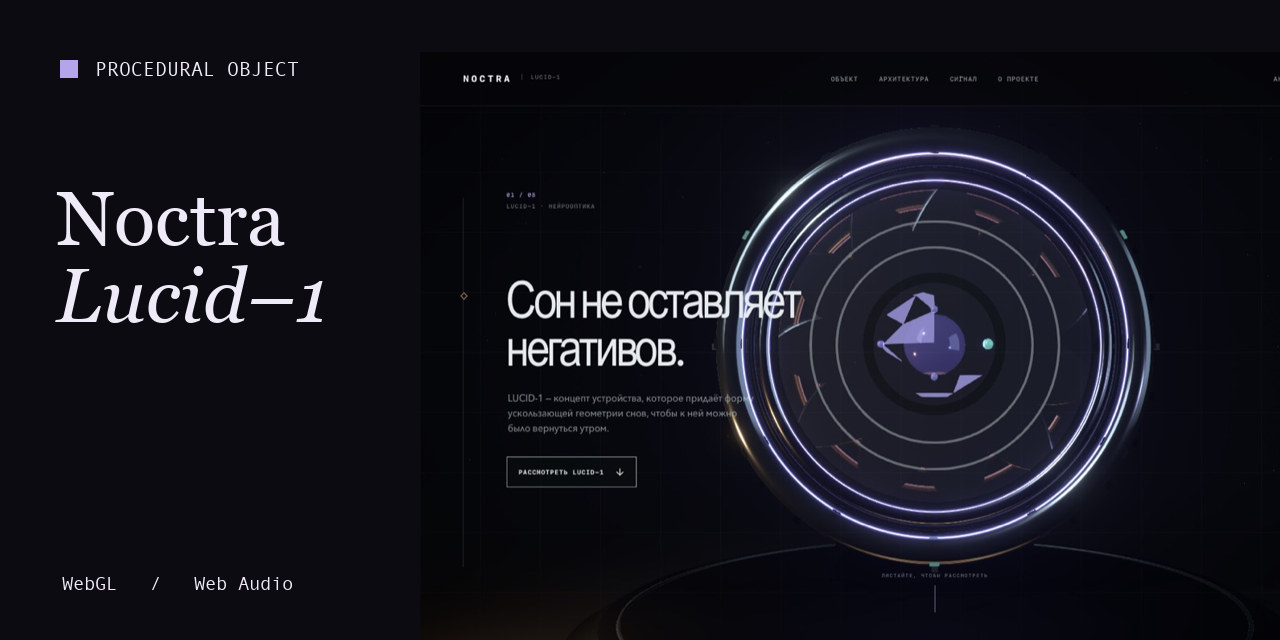 PROCEDURAL OBJECT
Noctra
Lucid–1
WebGL / Web Audio
NOCTRA | LUCID-1
ОБЪЕКТ АРХИТЕКТУРА СИГНАЛ О ПРОЕКТЕ
01 / 06
LUCID-1 · НЕЙРООПТИКА
Сон не оставляет
негативов.
LUCID-1 — концепт устройства, которое придаёт форму
ускользающей геометрии снов, чтобы к ней можно
было вернуться утром.
РАССМОТРЕТЬ LUCID-1 ↓
ЛИСТАЙТЕ, ЧТОБЫ РАССМОТРЕТЬ